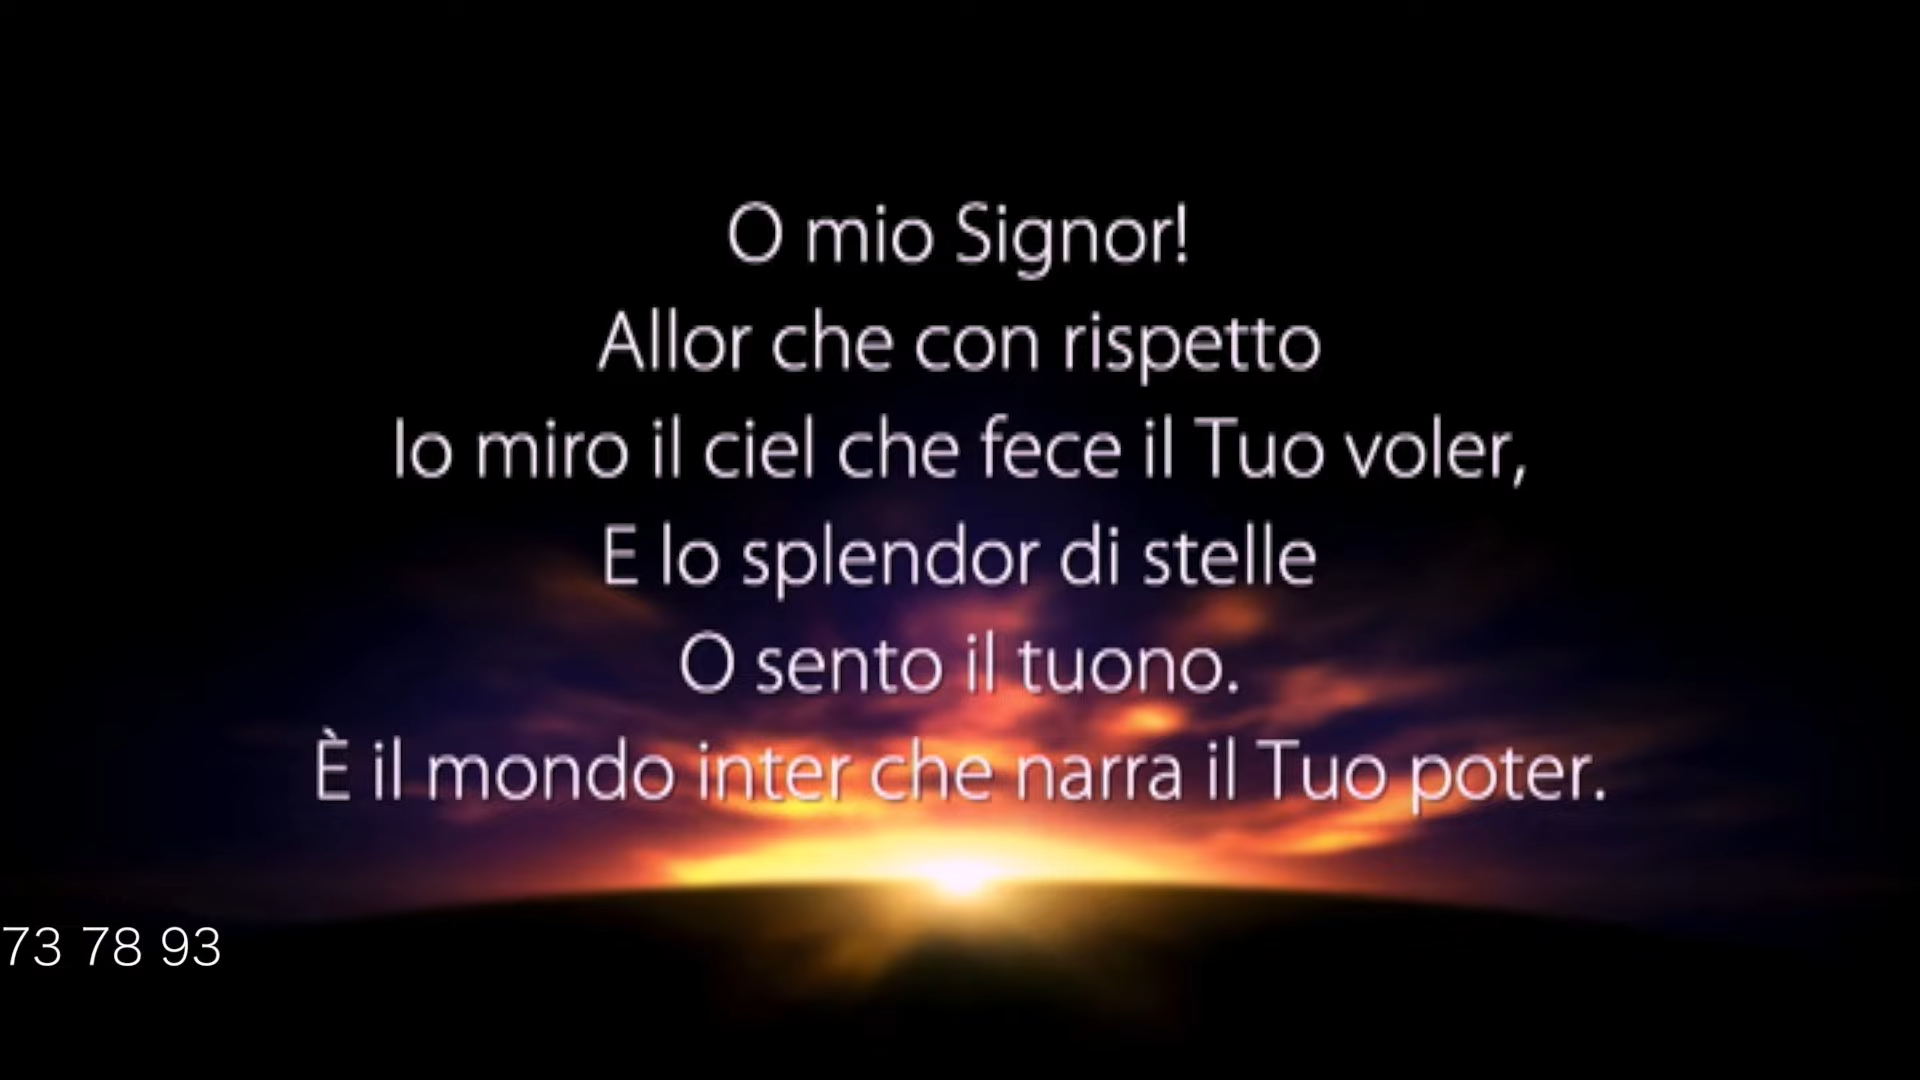 O mio Signor!
Allor che con rispetto
Io miro il ciel che fece il Tuo voler,
E lo splendor di stelle
O sento il tuono.
È il mondo inter che narra il Tuo poter.
73 78 93